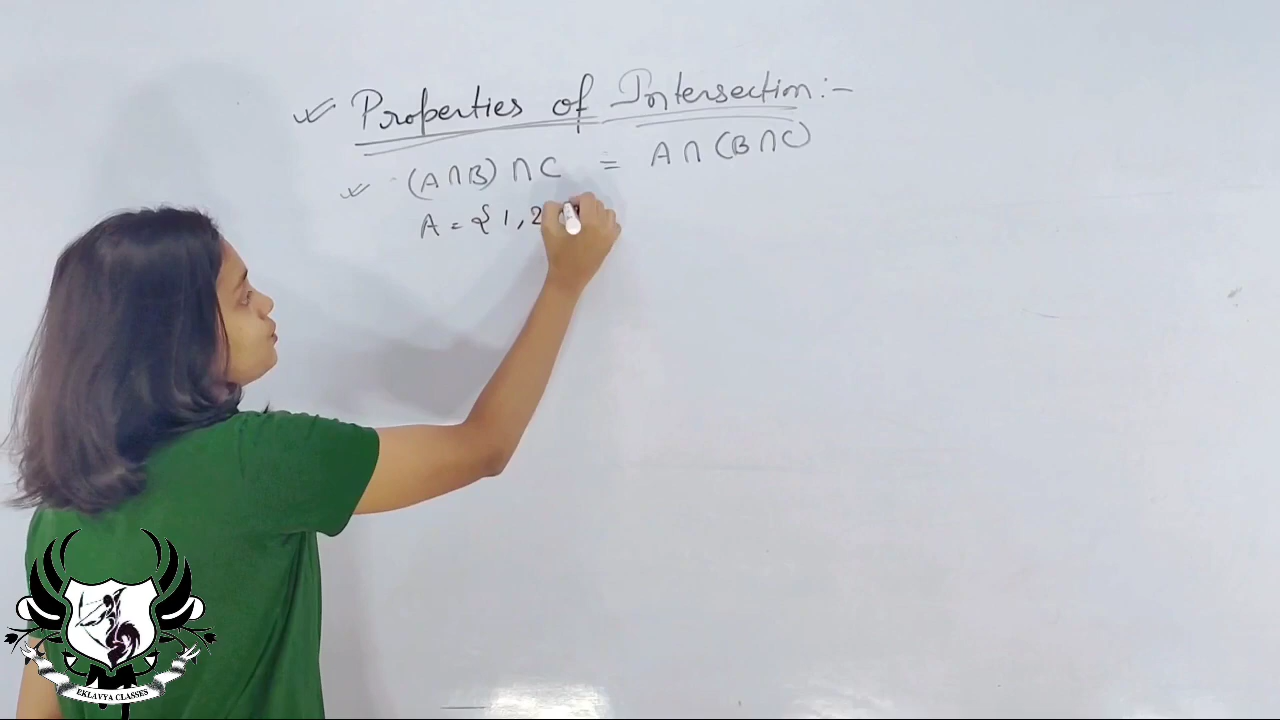 Properties of Intersection:-
(A∩B)∩C = A∩(B∩C)
A = {1,2
EKLAVYA CLASSES